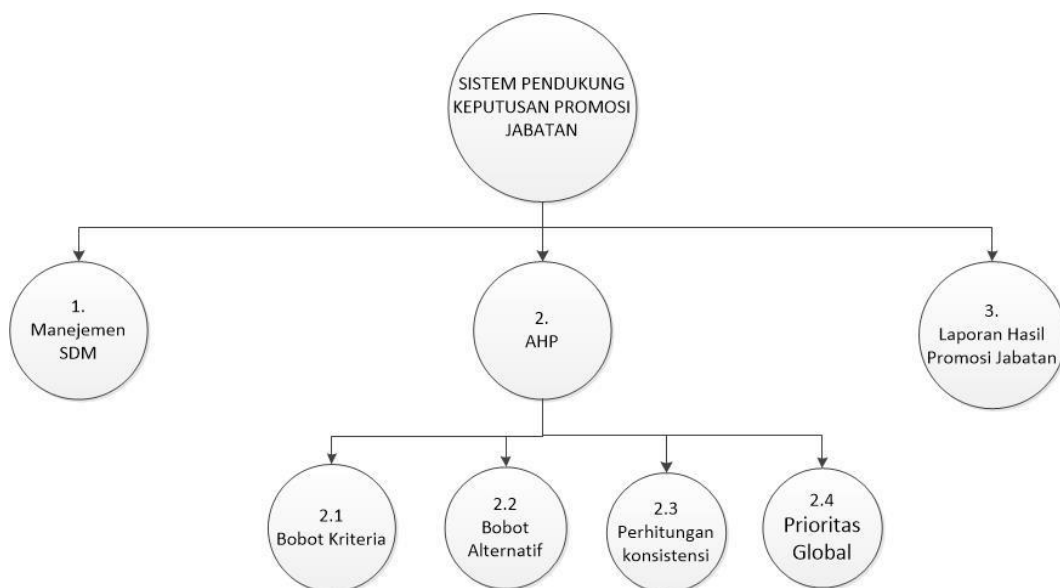 SISTEM PENDUKUNG
KEPUTUSAN PROMOSI
JABATAN
1.
Manejemen
SDM
2.
AHP
3.
Laporan Hasil
Promosi Jabatan
2.1
Bobot Kriteria
2.2
Bobot
Alternatif
2.3
Perhitungan
konsistensi
2.4
Prioritas
Global